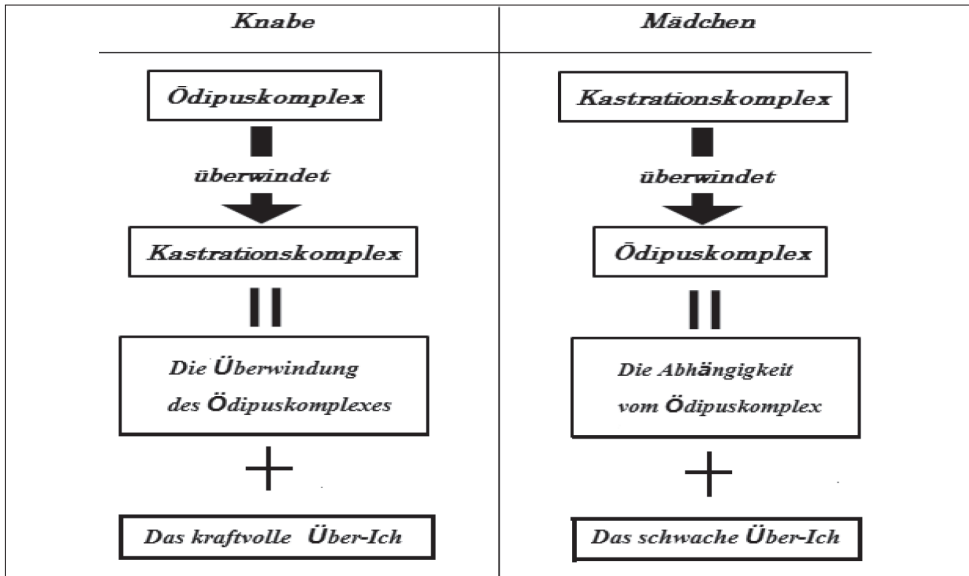 Knabe
Ödipuskomplex
überwindet
Kastrationskomplex
Die Überwindung
des Ödipuskomplexes
Das kraftvolle Über-Ich
Mädchen
Kastrationskomplex
überwindet
Ödipuskomplex
Die Abhängigkeit
vom Ödipuskomplex
Das schwache Über-Ich